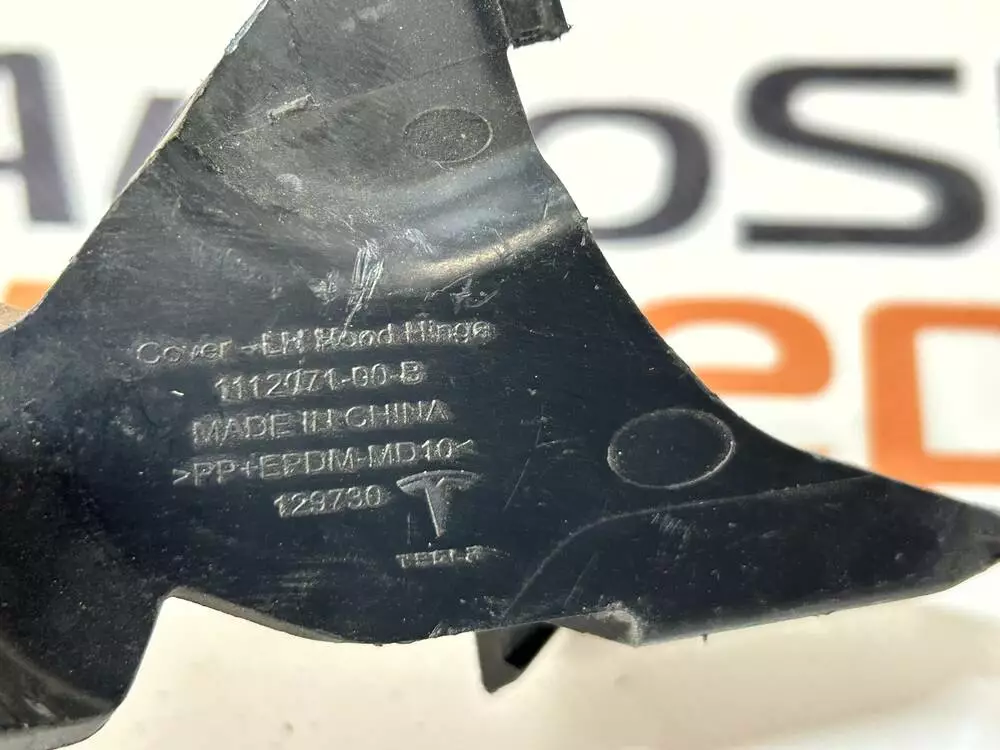 Cover - LH Hood Hinge
1112071-00-B
MADE IN CHINA
>PP+EPDM-MD10<
129730
TESLA